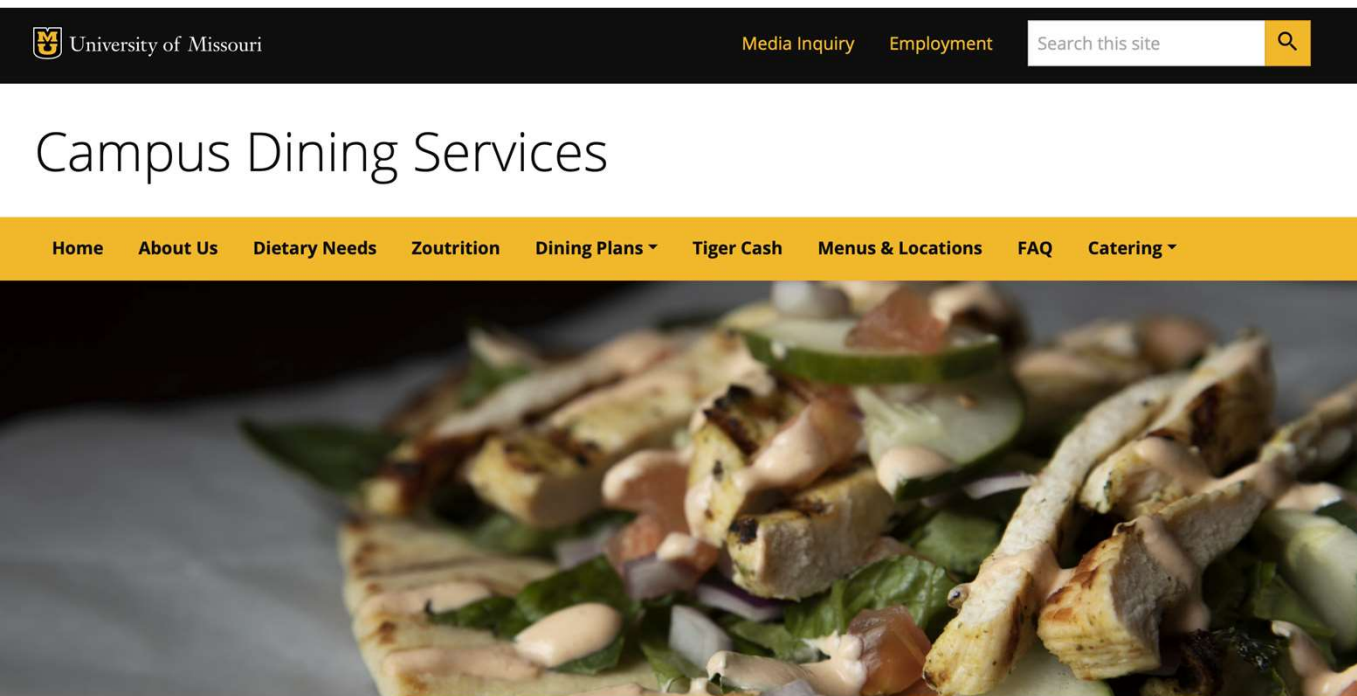 University of Missouri
Media Inquiry Employment Search this site
Campus Dining Services
Home About Us Dietary Needs Zoutrition Dining Plans Tiger Cash Menus & Locations FAQ Catering